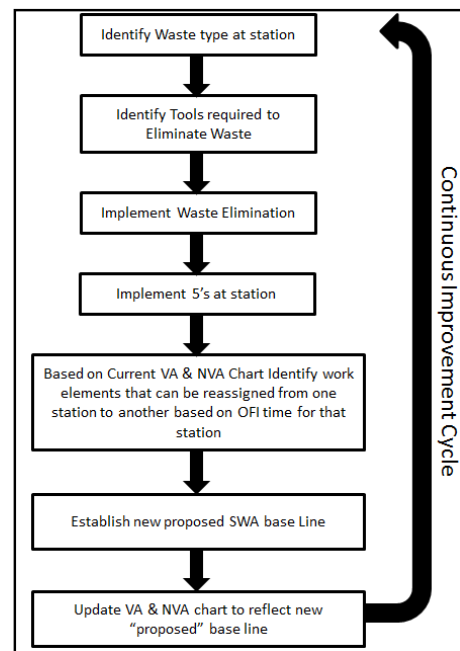 Identify Waste type at station
Identify Tools required to
Eliminate Waste
Implement Waste Elimination
Implement 5's at station
Based on Current VA & NVA Chart Identify work
elements that can be reassigned from one
station to another based on OFI time for that
station
Establish new proposed SWA base Line
Update VA & NVA chart to reflect new
“proposed” base line
Continuous Improvement Cycle